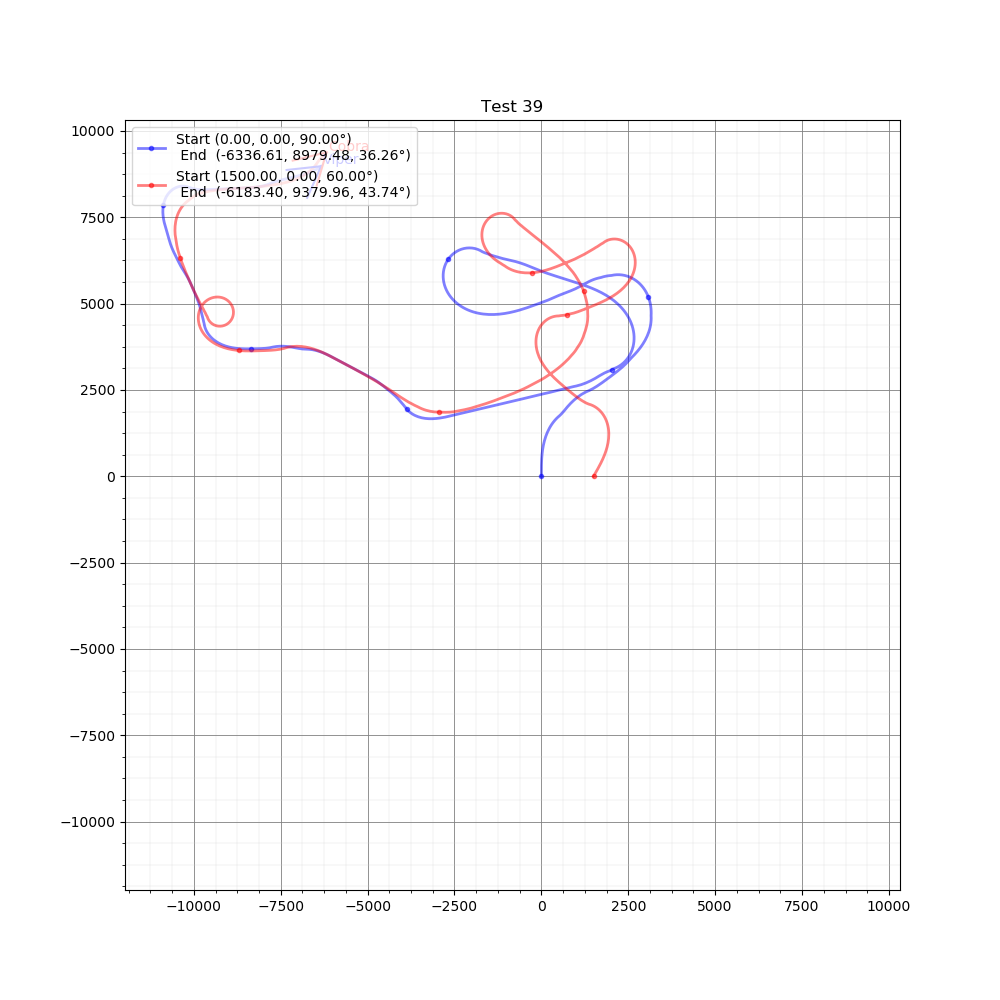 Test 39
Start (0.00, 0.00, 90.00°)
End (-6336.61, 8979.48, 36.26°)
Start (1500.00, 0.00, 60.00°)
End (-6183.40, 9379.96, 43.74°)
10000
7500
5000
2500
0
−2500
−5000
−7500
−10000
−10000 −7500 −5000 −2500 0 2500 5000 7500 10000